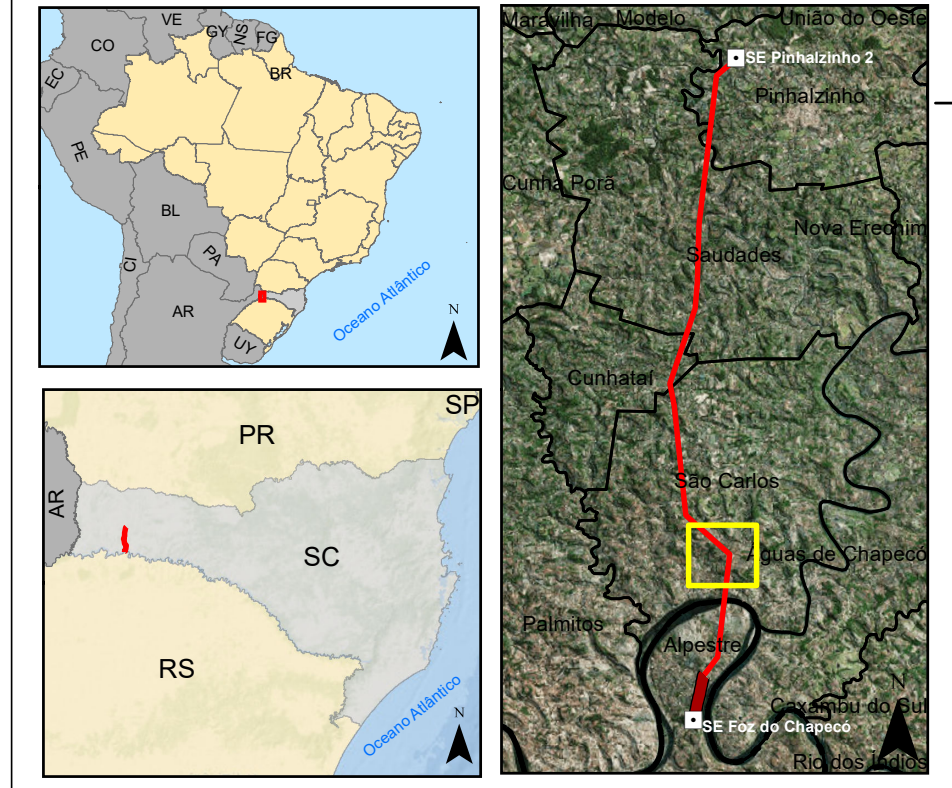 VE
GY
NS
FG
CO
BR
EC
PE
BL
PA
CI
AR
UY
Oceano Atlântico
N
SP
PR
AR
SC
RS
Oceano Atlântico
N
Maravilha
Modelo
União do Oeste
SE Pinhalzinho 2
Pinhalzinho
Cunha Porã
Nova Erechim
Saudades
Cunhataí
São Carlos
Águas de Chapecó
Palmitos
Alpestre
N
Caxambu do Sul
SE Foz do Chapecó
Rio dos Índios